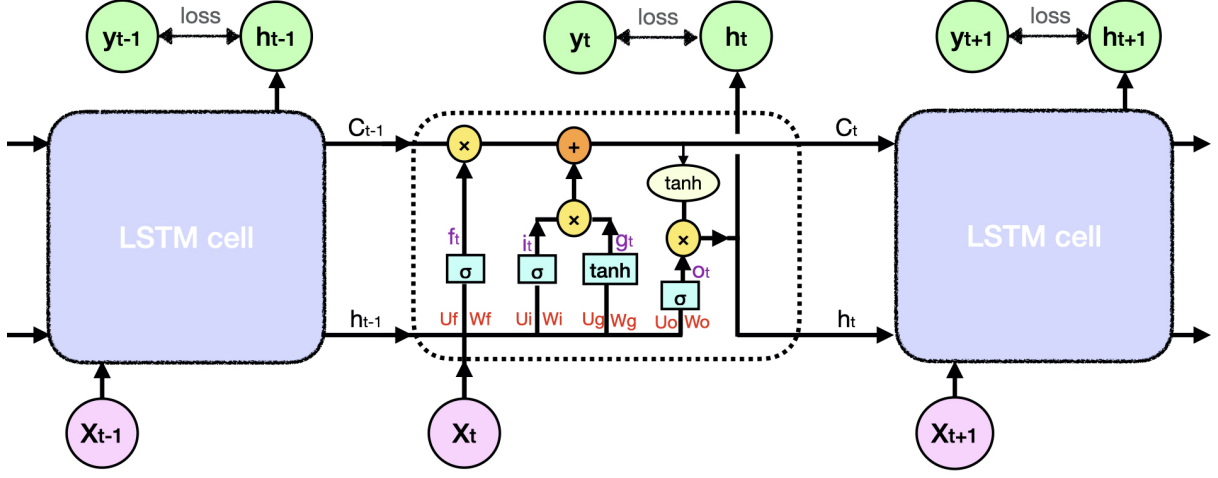 loss loss loss
yt-1 ht-1 yt ht yt+1 ht+1
Ct-1 Ct
× +
tanh
LSTM cell LSTM cell
ft it × gt ×
σ σ tanh ot
σ
Uf Wf Ui Wi Ug Wg Uo Wo
ht-1 ht
Xt-1 Xt Xt+1